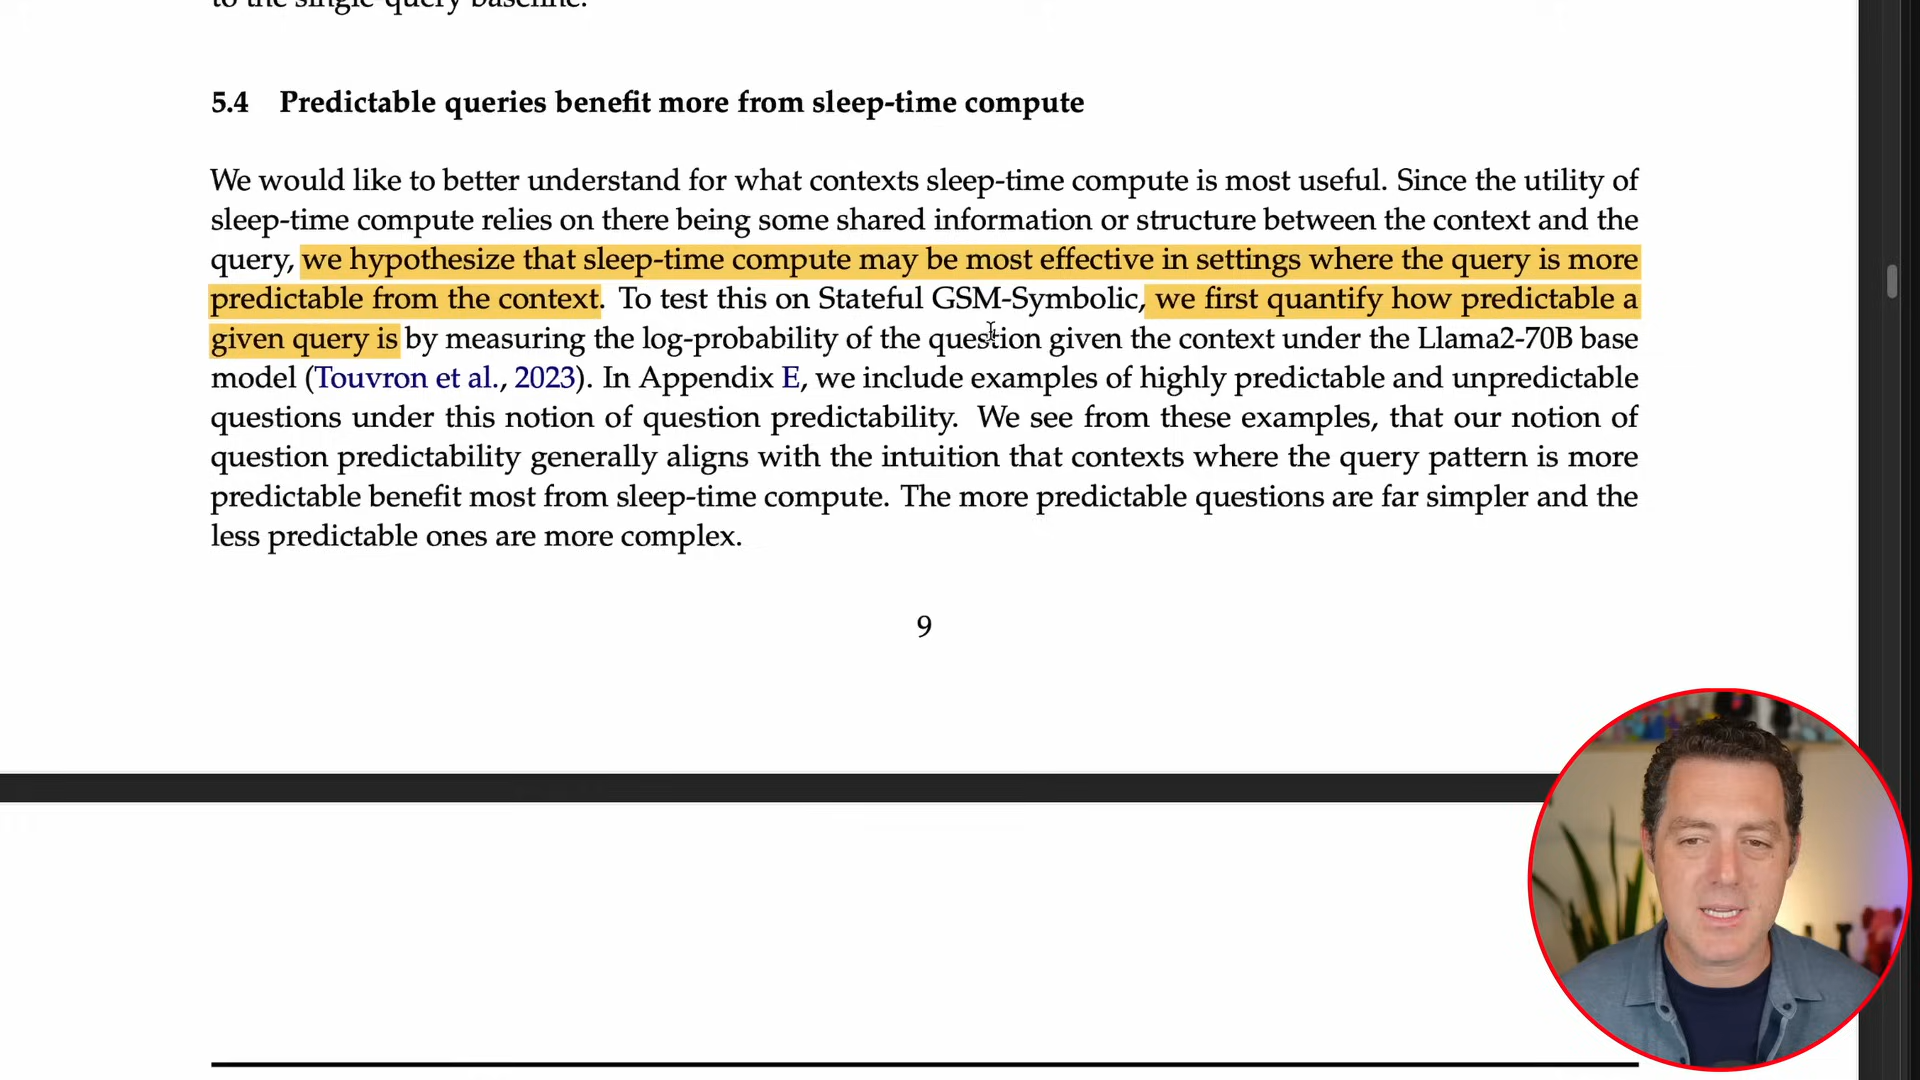 to the single-query baseline.
5.4 Predictable queries benefit more from sleep-time compute
We would like to better understand for what contexts sleep-time compute is most useful. Since the utility of
sleep-time compute relies on there being some shared information or structure between the context and the
query, we hypothesize that sleep-time compute may be most effective in settings where the query is more
predictable from the context. To test this on Stateful GSM-Symbolic, we first quantify how predictable a
given query is by measuring the log-probability of the question given the context under the Llama2-70B base
model (Touvron et al., 2023). In Appendix E, we include examples of highly predictable and unpredictable
questions under this notion of question predictability. We see from these examples, that our notion of
question predictability generally aligns with the intuition that contexts where the query pattern is more
predictable benefit most from sleep-time compute. The more predictable questions are far simpler and the
less predictable ones are more complex.
9